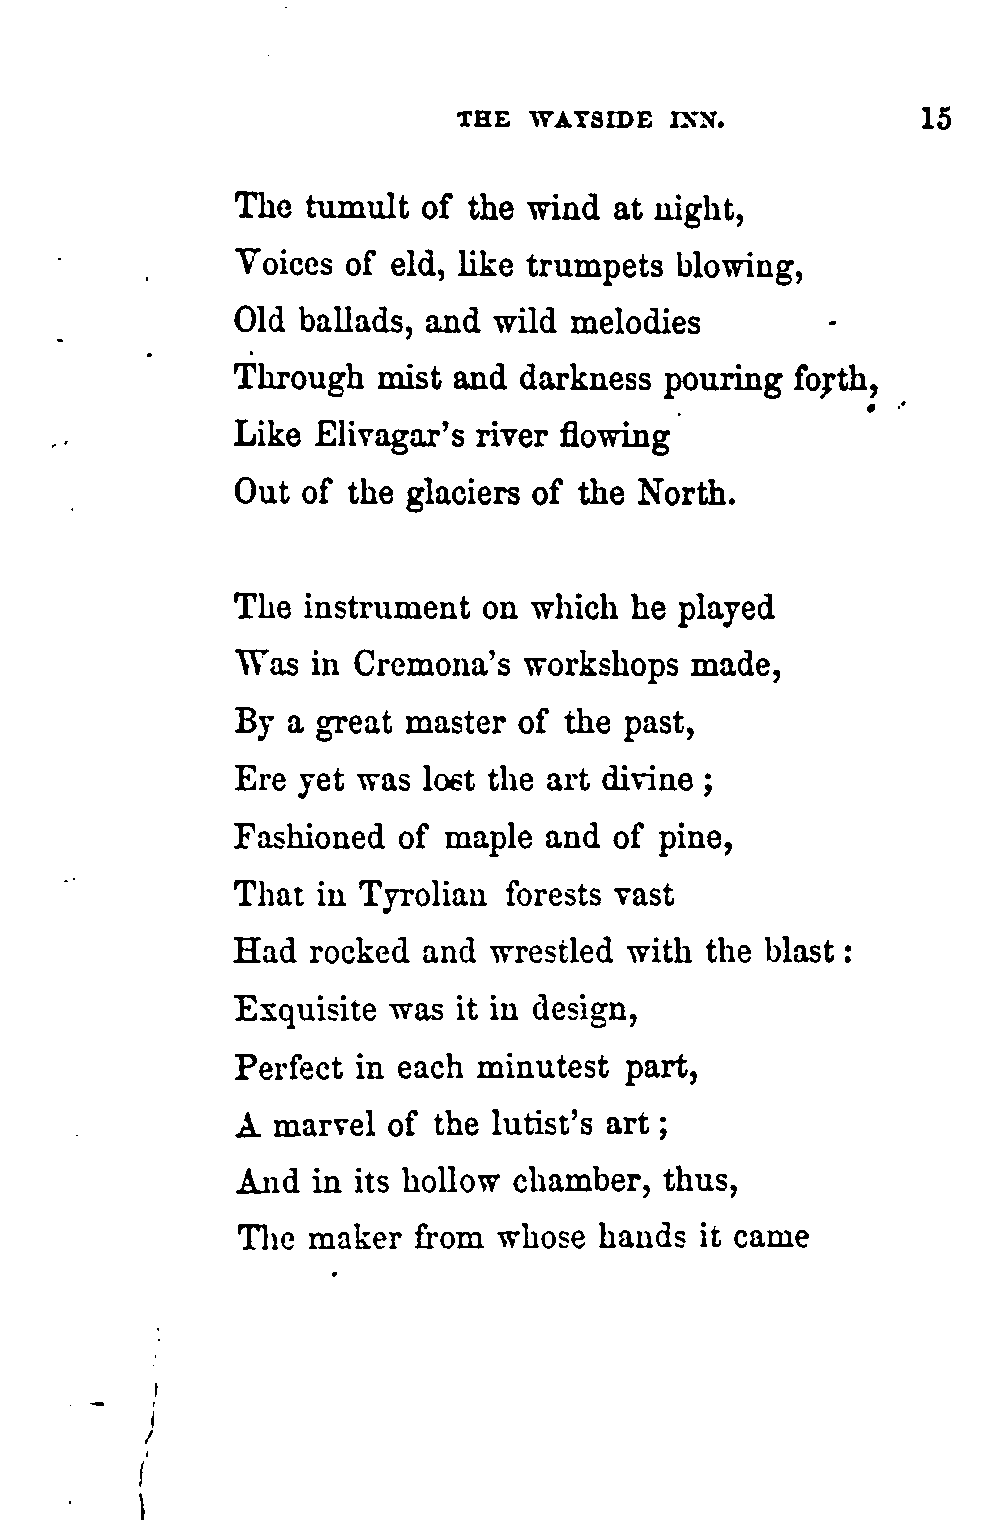 THE WAYSIDE INN. 15
The tumult of the wind at night,
Voices of eld, like trumpets blowing,
Old ballads, and wild melodies
Through mist and darkness pouring forth,
Like Elivagar's river flowing
Out of the glaciers of the North.
The instrument on which he played
Was in Cremona's workshops made,
By a great master of the past,
Ere yet was lost the art divine ;
Fashioned of maple and of pine,
That in Tyrolian forests vast
Had rocked and wrestled with the blast :
Exquisite was it in design,
Perfect in each minutest part,
A marvel of the lutist's art ;
And in its hollow chamber, thus,
The maker from whose hands it came